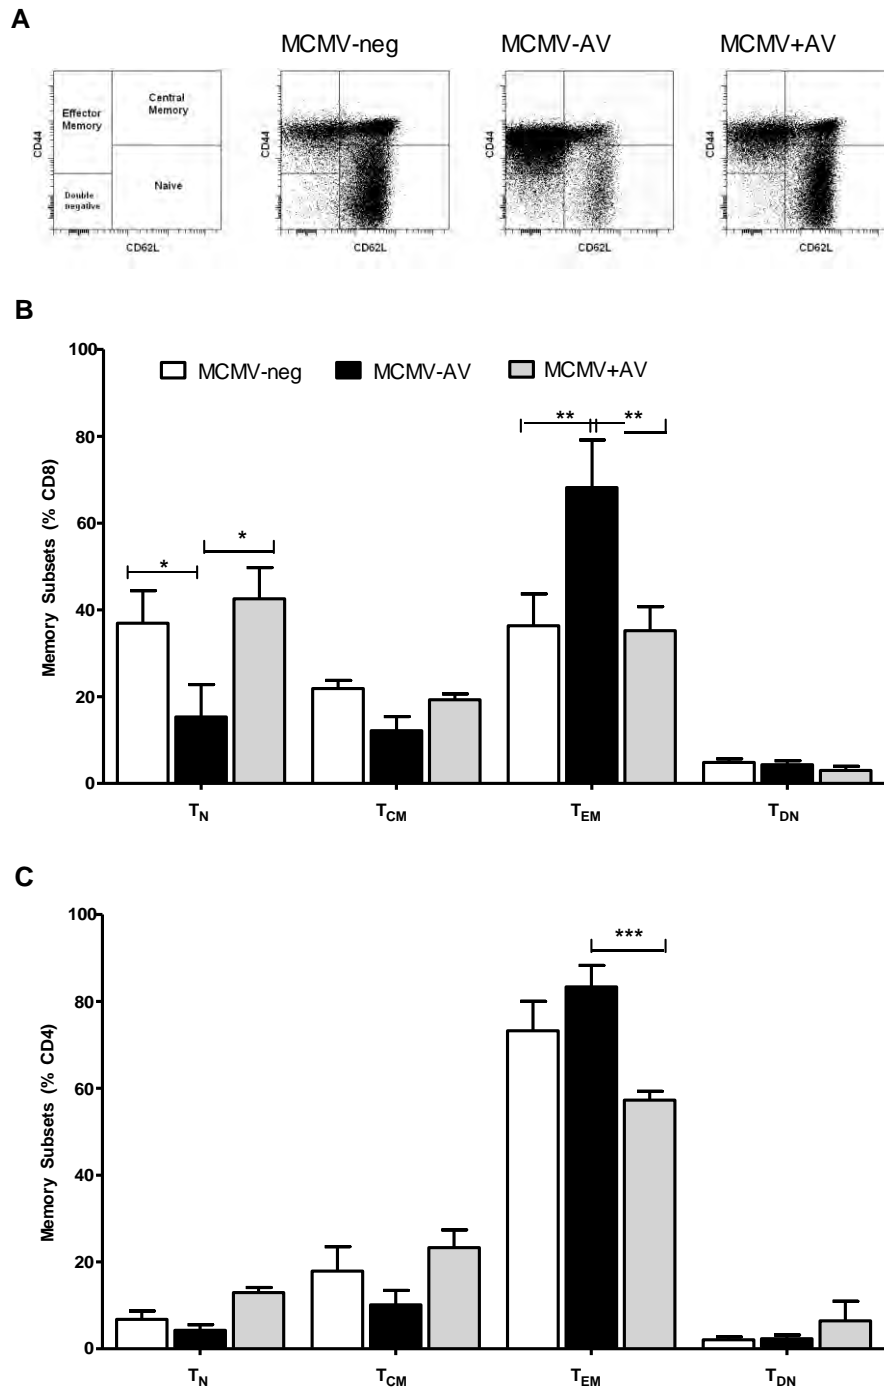 A
MCMV-neg
MCMV-AV
MCMV+AV
Effector
Memory
Central
Memory
Double
negative
Naive
CD44
CD62L
CD44
CD62L
CD44
CD62L
CD44
.CD62L
B
Memory Subsets (% CD8)
100
80
60
40
20
0
MCMV-neg
MCMV-AV
MCMV+AV
*
*
**
**
TN
TCM
TEM
TDN
C
Memory Subsets (% CD4)
100
80
60
40
20
0
***
TN
TCM
TEM
TDN